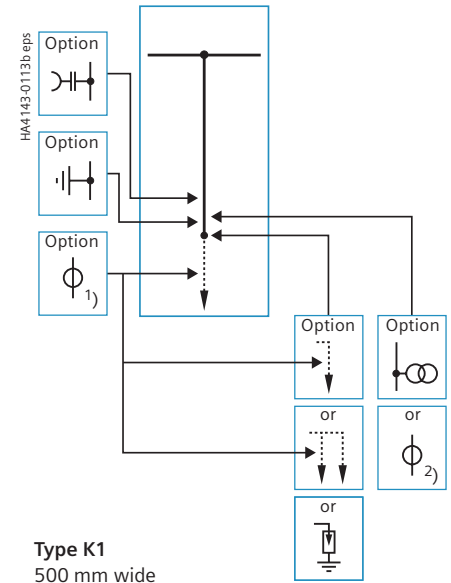 HA4143-0113b eps
Option
Option
Option
1)
Option
Option
or
or
2)
or
Type K1
500 mm wide